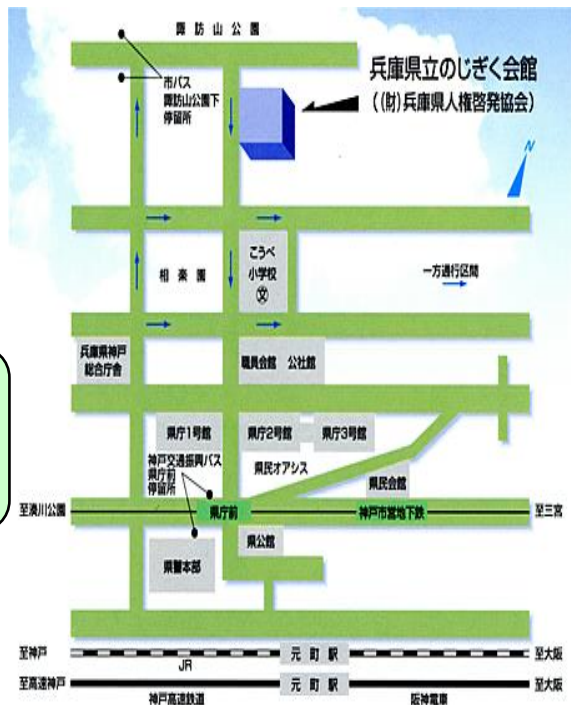 諏訪山公園
市バス
諏訪山公園下
停留所
兵庫県立のじぎく会館
((財)兵庫県人権啓発協会)
N
こうべ
小学校
文
相楽園
一方通行区間
兵庫県神戸
総合庁舎
職員会館 公社館
県庁1号館
県庁2号館
県庁3号館
神戸交通振興バス
県庁前
停留所
県民オアシス
県民会館
至湊川公園
県庁前
神戸市営地下鉄
至三宮
県警本部
県公館
至神戸
元町駅
至大阪
JR
至高速神戸
元町駅
至大阪
神戸高速鉄道
阪神電車